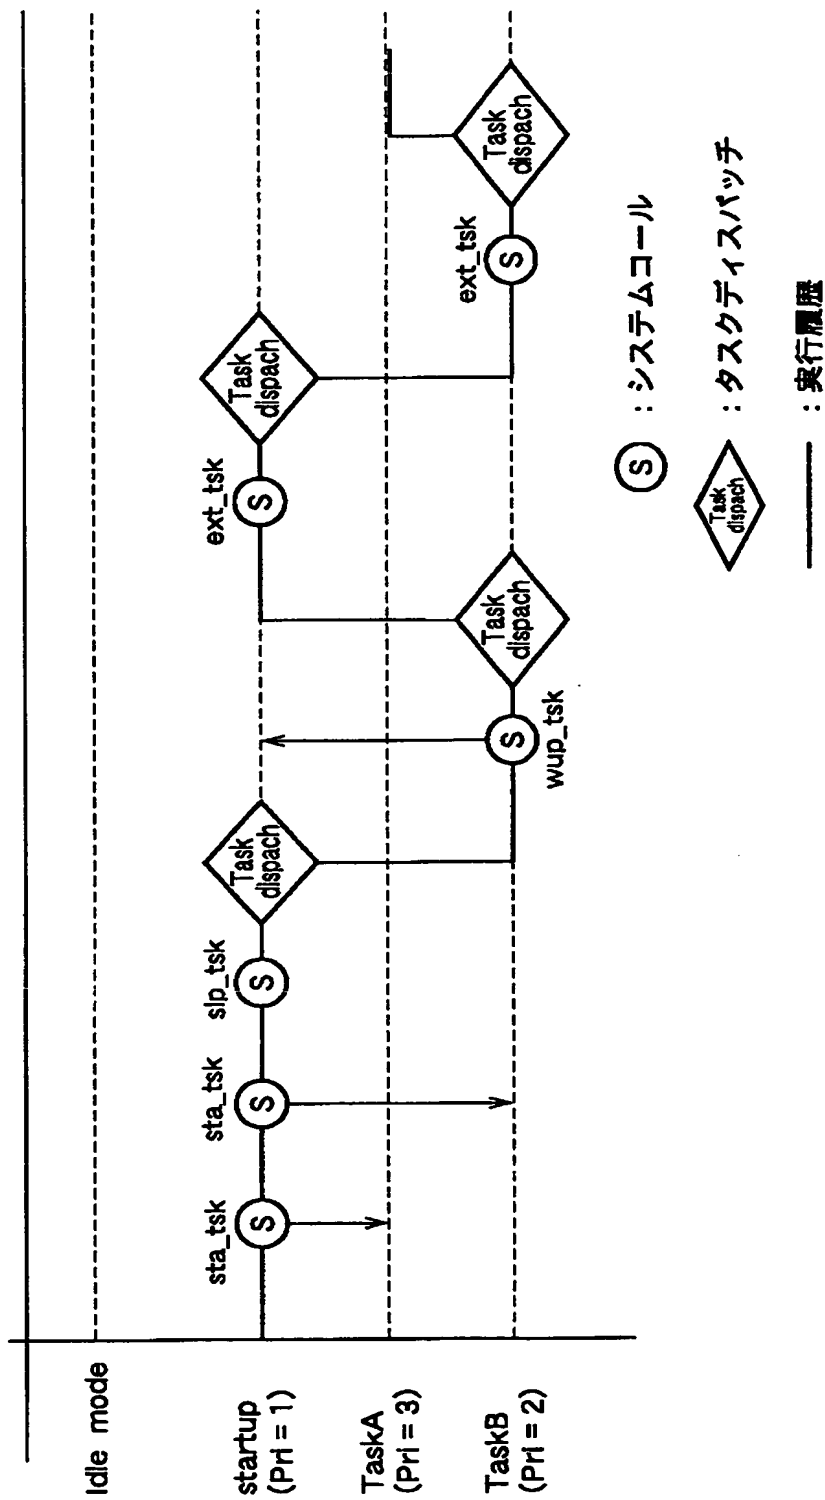 Idle mode
startup
(Pri = 1)
TaskA
(Pri = 3)
TaskB
(Pri = 2)
sta_tsk
S
sta_tsk
S
slp_tsk
S
Task
dispach
S
wup_tsk
Task
dispach
ext_tsk
S
Task
dispach
ext_tsk
S
Task
dispach
S : システムコール
Task
dispach
: タスクディスパッチ
: 実行履歴